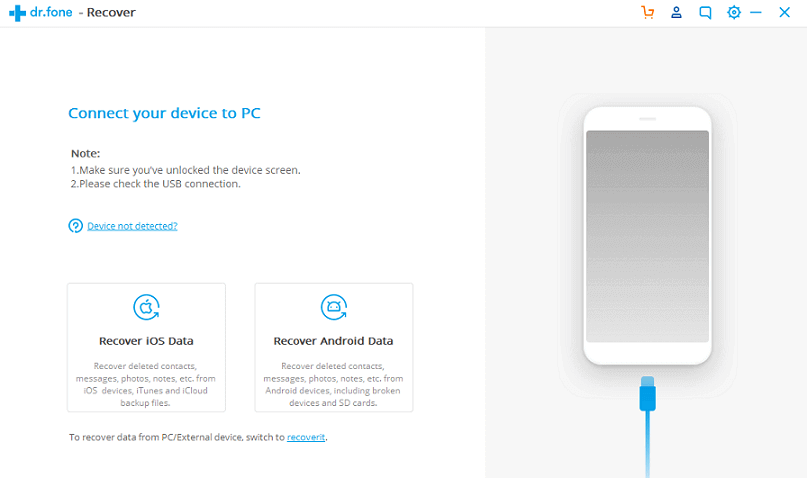 dr.fone - Recover
Connect your device to PC
Note:
1.Make sure you've unlocked the device screen.
2.Please check the USB connection.
Device not detected?
Recover iOS Data
Recover deleted contacts,
messages, photos, notes, etc. from
iOS devices, iTunes and iCloud
backup files.
Recover Android Data
Recover deleted contacts,
messages, photos, notes, etc. from
Android devices, including broken
devices and SD cards.
To recover data from PC/External device, switch to recoverit.